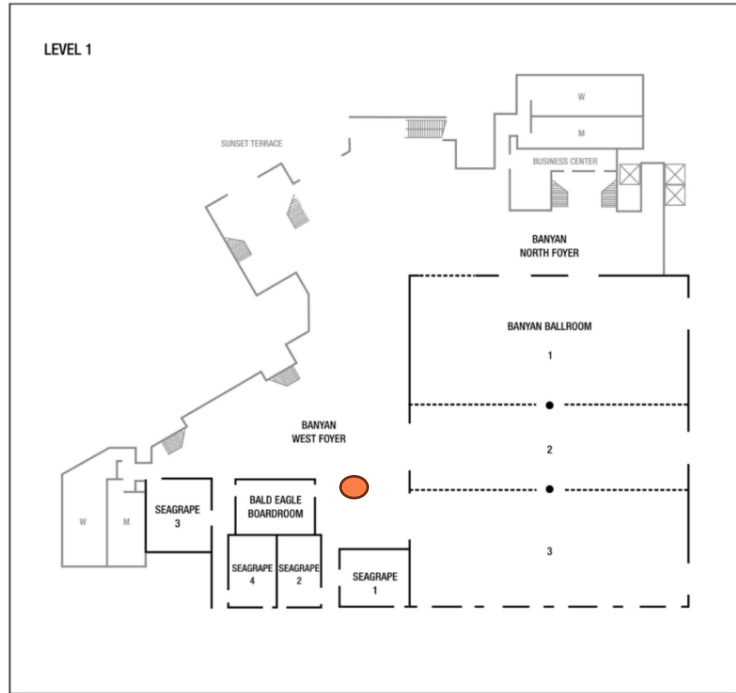 LEVEL 1
W
M
SUNSET TERRACE
BUSINESS CENTER
BANYAN
NORTH FOYER
BANYAN BALLROOM
1
BANYAN
WEST FOYER
2
BALD EAGLE
BOARDROOM
W
M
SEAGRAPE
3
SEAGRAPE
4
SEAGRAPE
2
SEAGRAPE
1
3